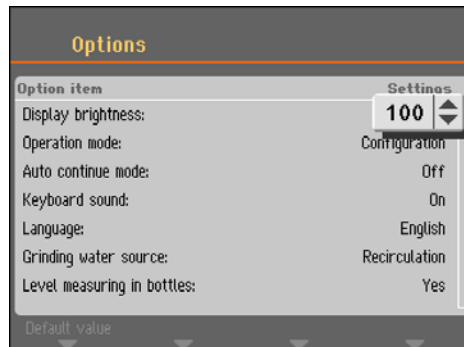 Options
Option item Settings
Display brightness: 100
Operation mode: Configuration
Auto continue mode: Off
Keyboard sound: On
Language: English
Grinding water source: Recirculation
Level measuring in bottles: Yes
Default value